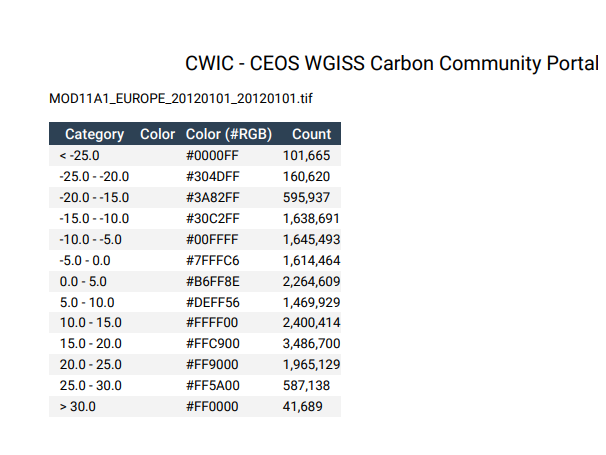 CWIC - CEOS WGISS Carbon Community Portal
MOD11A1_EUROPE_20120101_20120101.tif
Category Color Color (#RGB) Count
< -25.0 #0000FF 101,665
-25.0 - -20.0 #304DFF 160,620
-20.0 - -15.0 #3A82FF 595,937
-15.0 - -10.0 #30C2FF 1,638,691
-10.0 - -5.0 #00FFFF 1,645,493
-5.0 - 0.0 #7FFFC6 1,614,464
0.0 - 5.0 #B6FF8E 2,264,609
5.0 - 10.0 #DEFF56 1,469,929
10.0 - 15.0 #FFFF00 2,400,414
15.0 - 20.0 #FFC900 3,486,700
20.0 - 25.0 #FF9000 1,965,129
25.0 - 30.0 #FF5A00 587,138
> 30.0 #FF0000 41,689